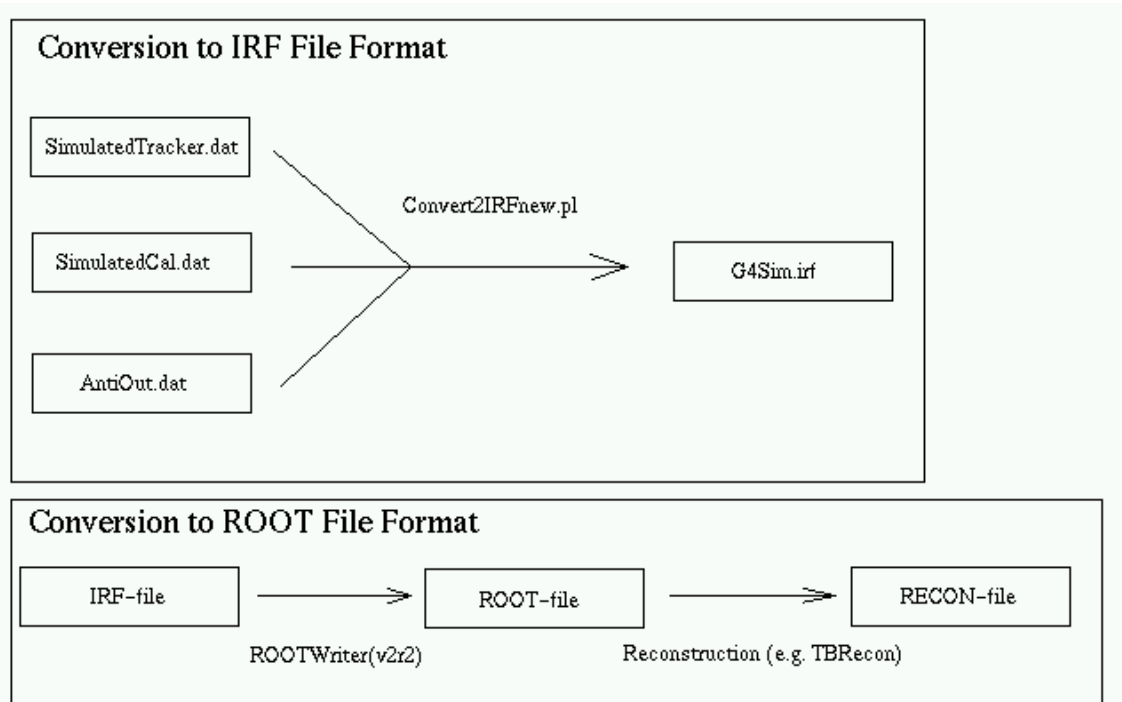 Conversion to IRF File Format
SimulatedTracker.dat
Convert2IRFnew.pl
SimulatedCal.dat
G4Sim.irf
AntiOut.dat
Conversion to ROOT File Format
IRF-file
ROOT-file
RECON-file
ROOTWriter(v2r2)
Reconstruction (e.g. TBRecon)